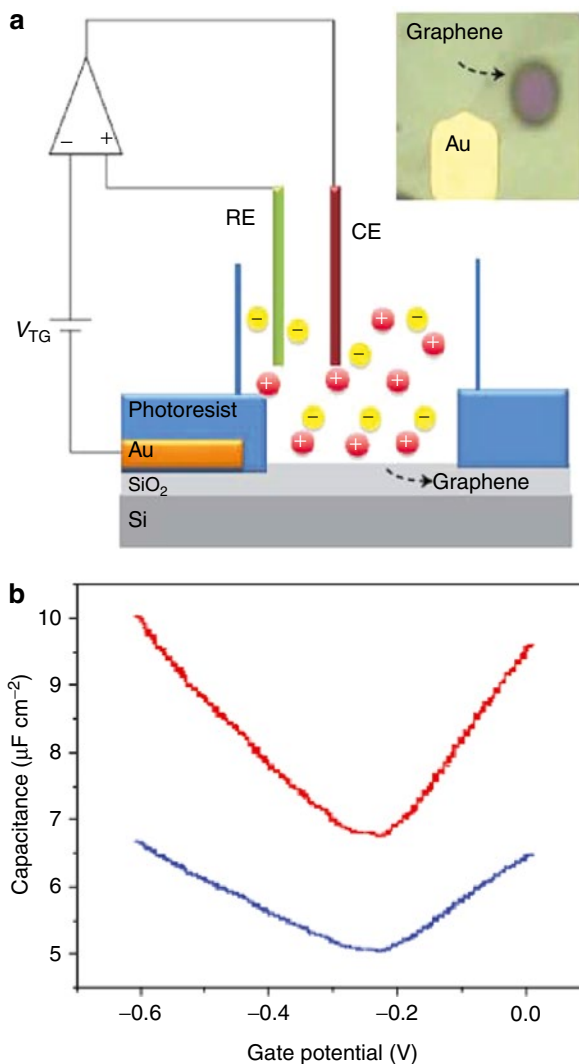 a
Graphene
Au
− +
RE
CE
V_TG
− − + −
− +
+ + +
− − −
+ + +
Photoresist
Au
SiO₂
Graphene
Si
b
Capacitance (μF cm⁻²)
10
9
8
7
6
5
−0.6 −0.4 −0.2 0.0
Gate potential (V)